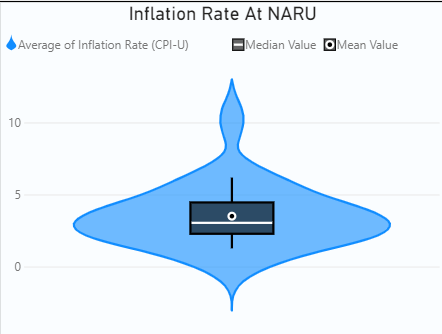 Inflation Rate At NARU
Average of Inflation Rate (CPI-U) Median Value Mean Value
10
5
0